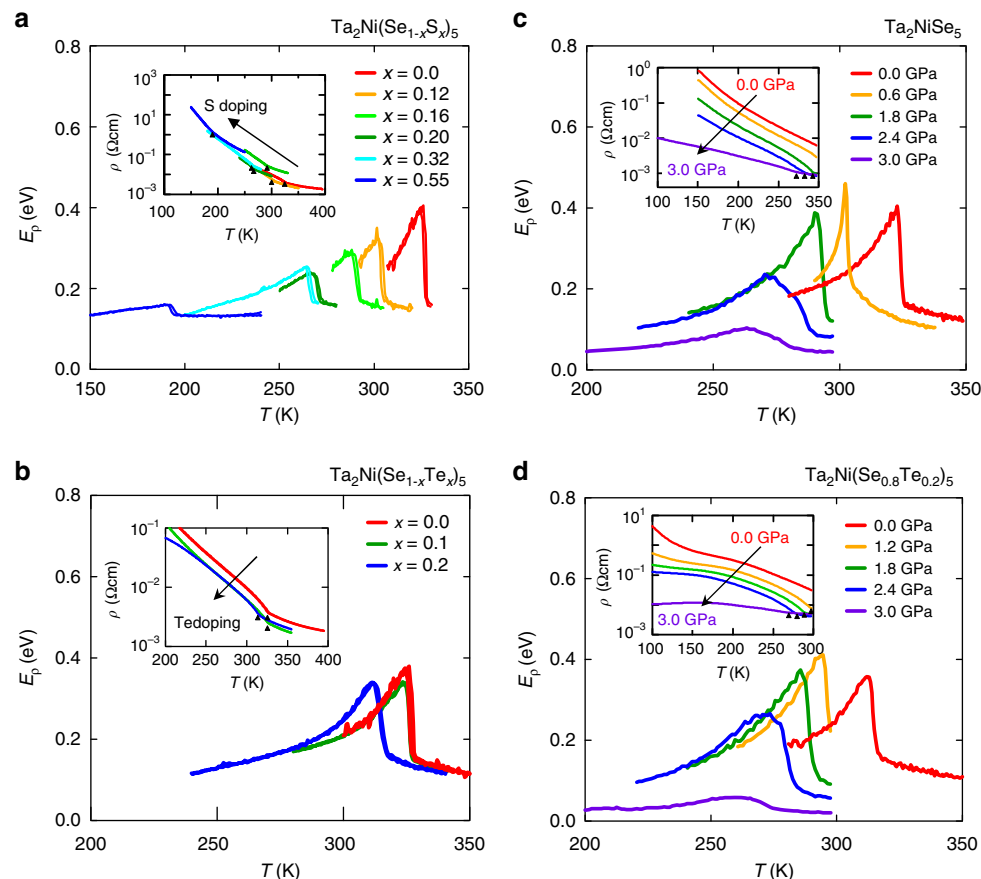 a
Ta2Ni(Se1-xSx)5
0.8
0.6
0.4
0.2
0.0
Eρ (eV)
150
200
250
300
350
T (K)
x = 0.0
x = 0.12
x = 0.16
x = 0.20
x = 0.32
x = 0.55
10^3
10^1
10^-1
10^-3
ρ (Ωcm)
S doping
100
200
300
400
T (K)
c
Ta2NiSe5
0.8
0.6
0.4
0.2
0.0
Eρ (eV)
200
250
300
350
T (K)
0.0 GPa
0.6 GPa
1.8 GPa
2.4 GPa
3.0 GPa
10^0
10^-1
10^-2
10^-3
ρ (Ωcm)
0.0 GPa
3.0 GPa
100
150
200
250
300
350
T (K)
b
Ta2Ni(Se1-xTex)5
0.8
0.6
0.4
0.2
0.0
Eρ (eV)
200
250
300
350
T (K)
x = 0.0
x = 0.1
x = 0.2
10^-1
10^-2
10^-3
ρ (Ωcm)
Tedoping
200
250
300
350
400
T (K)
d
Ta2Ni(Se0.8Te0.2)5
0.8
0.6
0.4
0.2
0.0
Eρ (eV)
200
250
300
350
T (K)
0.0 GPa
1.2 GPa
1.8 GPa
2.4 GPa
3.0 GPa
10^1
10^-1
10^-3
ρ (Ωcm)
0.0 GPa
3.0 GPa
100
150
200
250
300
T (K)